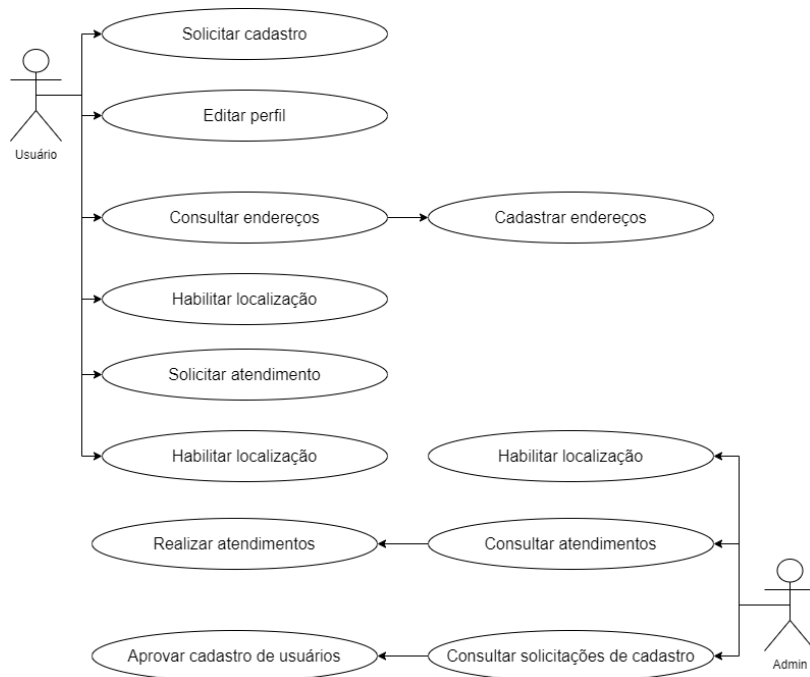 Solicitar cadastro
Editar perfil
Usuário
Consultar endereços
Cadastrar endereços
Habilitar localização
Solicitar atendimento
Habilitar localização
Habilitar localização
Realizar atendimentos
Consultar atendimentos
Aprovar cadastro de usuários
Consultar solicitações de cadastro
Admin